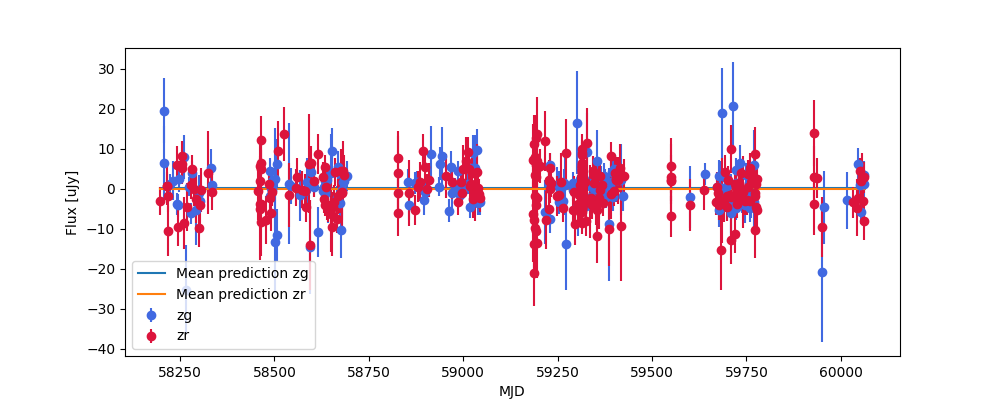 30
20
10
0
−10
−20
−30
−40
Flux [uJy]
Mean prediction zg
Mean prediction zr
zg
zr
58250 58500 58750 59000 59250 59500 59750 60000
MJD